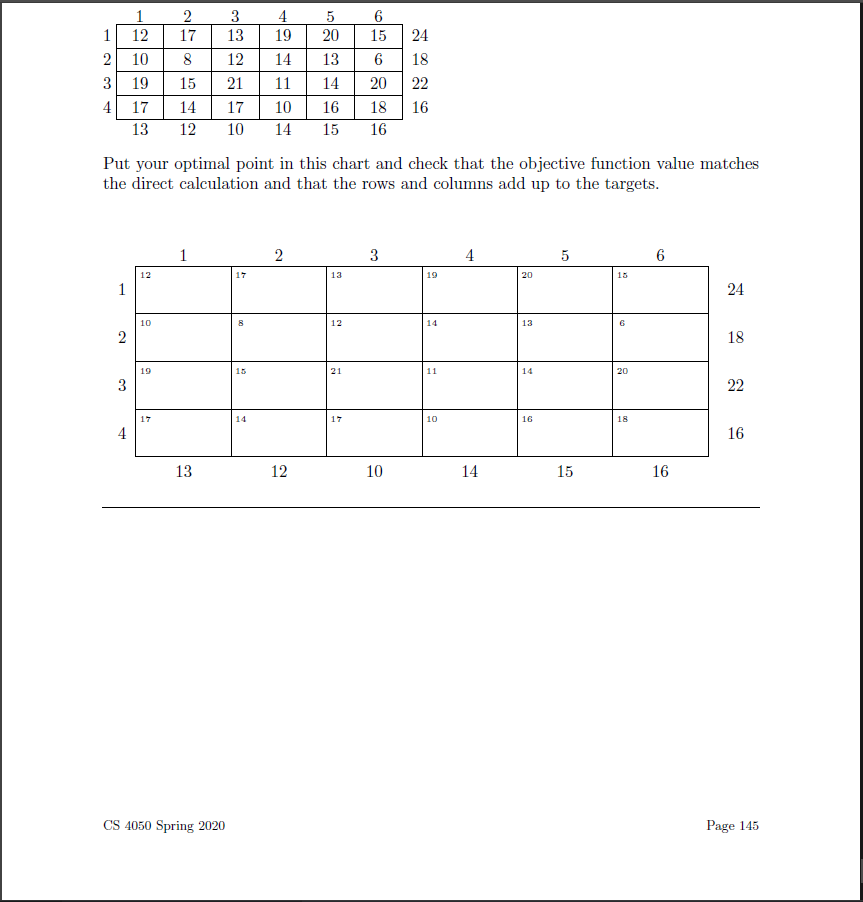 1 2 3 4 5 6
1 12 17 13 19 20 15 24
2 10 8 12 14 13 6 18
3 19 15 21 11 14 20 22
4 17 14 17 10 16 18 16
13 12 10 14 15 16
Put your optimal point in this chart and check that the objective function value matches
the direct calculation and that the rows and columns add up to the targets.
1 2 3 4 5 6
12 17 13 19 20 15
1 24
10 8 12 14 13 6
2 18
19 15 21 11 14 20
3 22
17 14 17 10 16 18
4 16
13 12 10 14 15 16
CS 4050 Spring 2020 Page 145